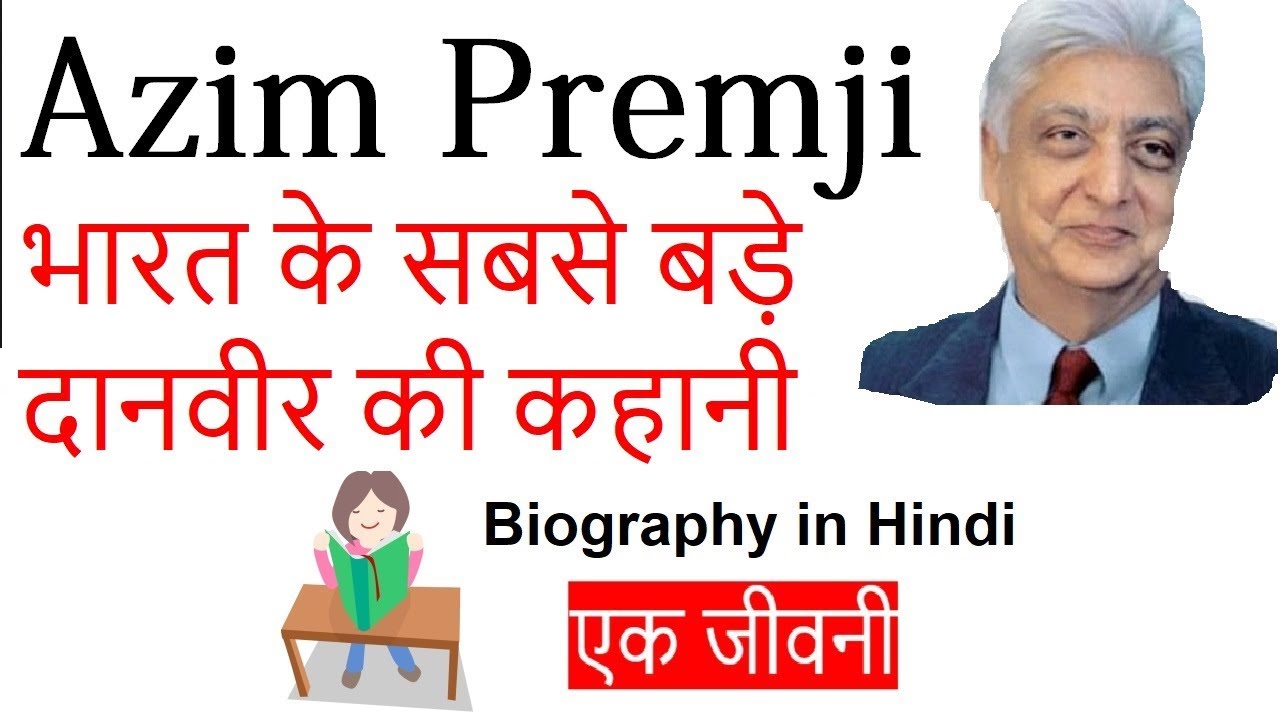 Azim Premji
भारत के सबसे बड़े
दानवीर की कहानी
Biography in Hindi
एक जीवनी